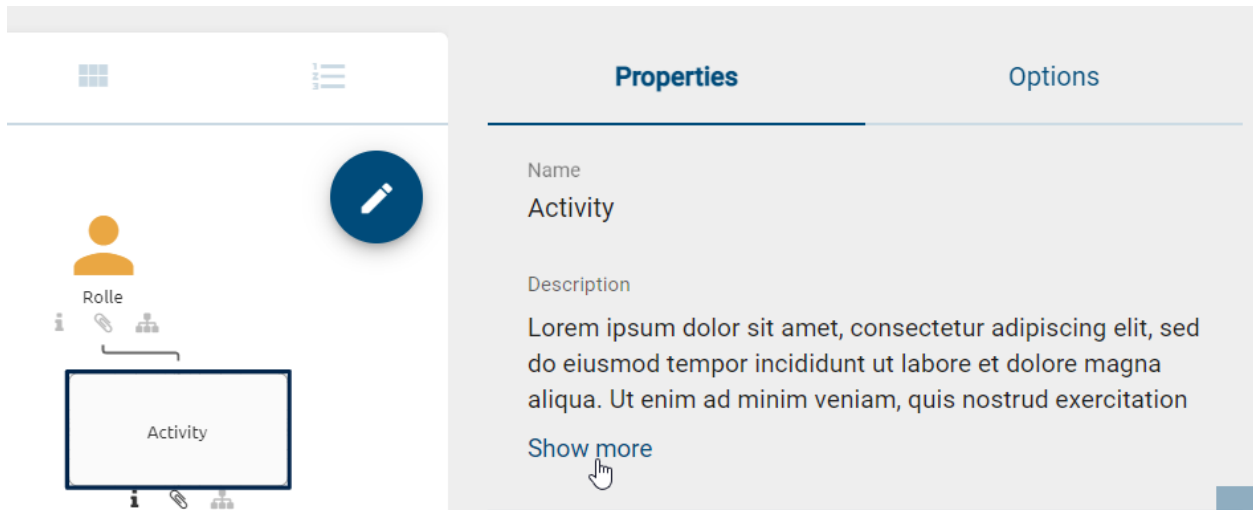 Properties
Options
Name
Activity
Description
Lorem ipsum dolor sit amet, consectetur adipiscing elit, sed
do eiusmod tempor incididunt ut labore et dolore magna
aliqua. Ut enim ad minim veniam, quis nostrud exercitation
Show more
Rolle
Activity